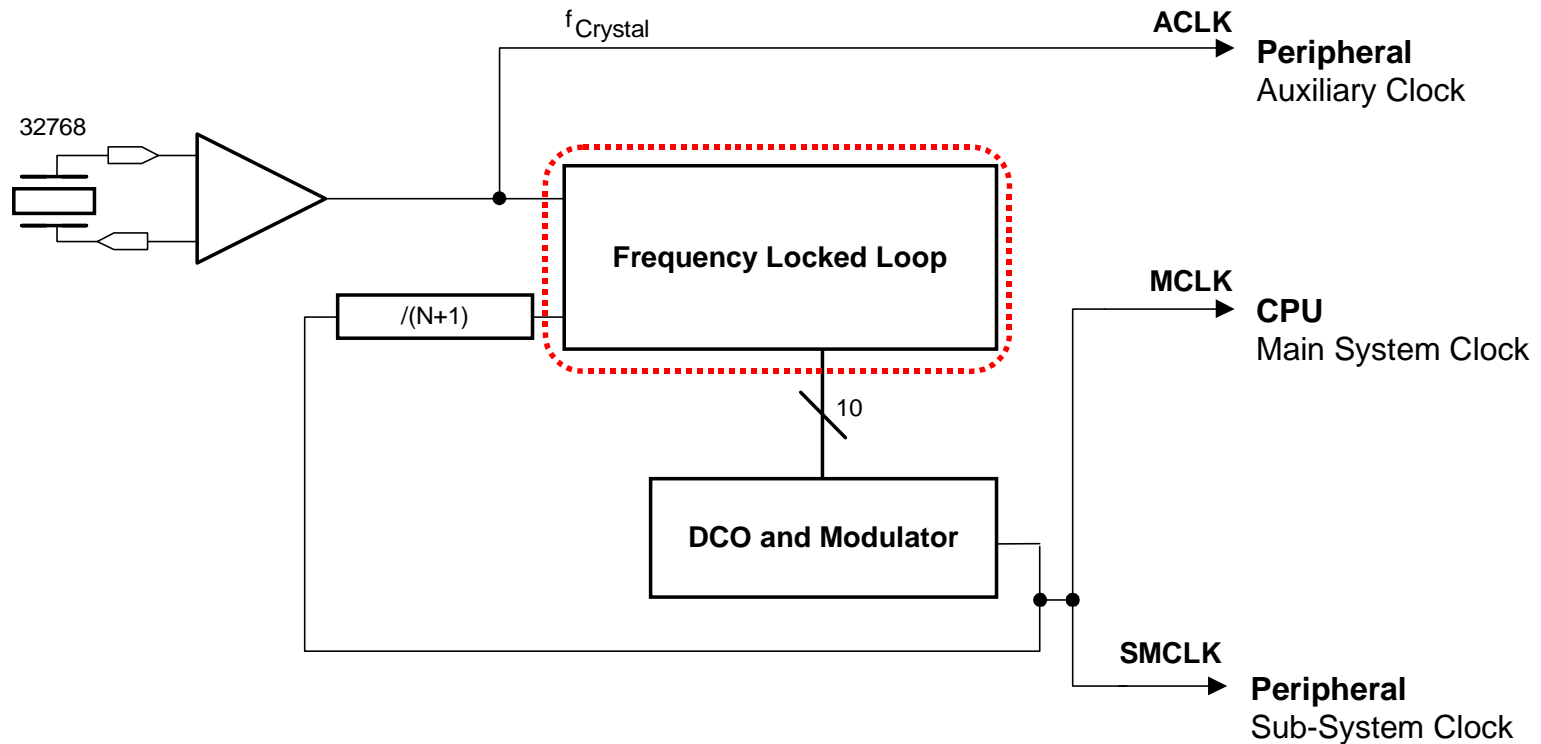 f Crystal
ACLK
Peripheral
Auxiliary Clock
32768
Frequency Locked Loop
/(N+1)
MCLK
CPU
Main System Clock
10
DCO and Modulator
SMCLK
Peripheral
Sub-System Clock